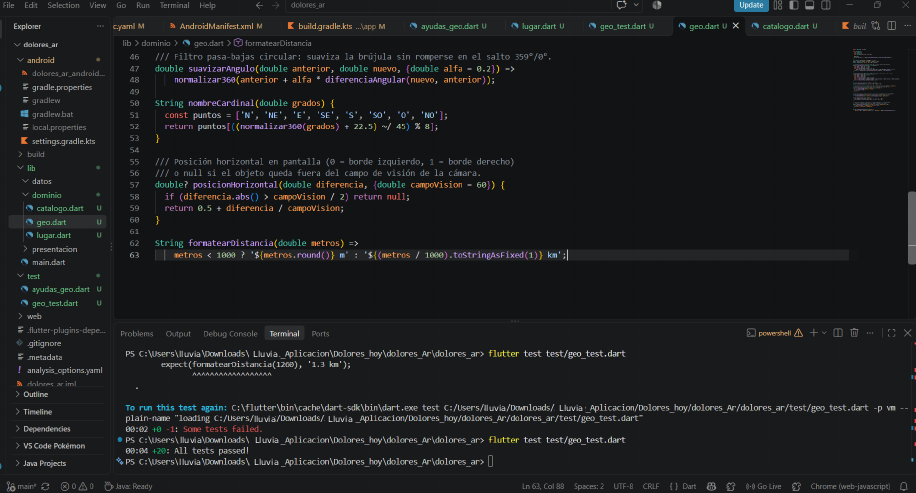 File Edit Selection View Go Run Terminal Help dolores_ar Update
Explorer
c.yaml M AndroidManifest.xml M build.gradle.kts ...\app M ayudas_geo.dart U lugar.dart U geo_test.dart U geo.dart U catalogo.dart U buil
dolores_ar
lib > dominio > geo.dart > formatearDistancia
android
dolores_ar_android...
gradle.properties
gradlew
gradlew.bat
local.properties
settings.gradle.kts
build
lib
datos
dominio
catalogo.dart U
geo.dart U
lugar.dart U
presentacion
main.dart
test
ayudas_geo.dart U
geo_test.dart U
web
.flutter-plugins-depe...
.gitignore
.metadata
analysis_options.yaml
dolores_ar.iml
Outline
Timeline
Dependencies
VS Code Pokémon
Java Projects
46 /// Filtro pasa-bajas circular: suaviza la brújula sin romperse en el salto 359°/0°.
47 double suavizarAngulo(double anterior, double nuevo, {double alfa = 0.2}) =>
48 normalizar360(anterior + alfa * diferenciaAngular(nuevo, anterior));
49
50 String nombreCardinal(double grados) {
51 const puntos = ['N', 'NE', 'E', 'SE', 'S', 'SO', 'O', 'NO'];
52 return puntos[((normalizar360(grados) + 22.5) ~/ 45) % 8];
53 }
54
55 /// Posición horizontal en pantalla (0 = borde izquierdo, 1 = borde derecho)
56 /// o null si el objeto queda fuera del campo de visión de la cámara.
57 double? posicionHorizontal(double diferencia, {double campoVision = 60}) {
58 if (diferencia.abs() > campoVision / 2) return null;
59 return 0.5 + diferencia / campoVision;
60 }
61
62 String formatearDistancia(double metros) =>
63 metros < 1000 ? '${metros.round()} m' : '${(metros / 1000).toStringAsFixed(1)} km';
Problems Output Debug Console Terminal Ports powershell
PS C:\Users\lluvia\Downloads\ Lluvia_Aplicacion\Dolores_hoy\dolores_Ar\dolores_ar> flutter test test/geo_test.dart
expect(formatearDistancia(1260), '1.3 km');
^^^^^^^^^^^^^^^^^^
.
To run this test again: C:\flutter\bin\cache\dart-sdk\bin\dart.exe test C:/Users/lluvia/Downloads/ Lluvia_Aplicacion/Dolores_hoy/dolores_Ar/dolores_ar/test/geo_test.dart -p vm --
plain-name "loading C:/Users/lluvia/Downloads/ Lluvia_Aplicacion/Dolores_hoy/dolores_Ar/dolores_ar/test/geo_test.dart"
00:02 +0 -1: Some tests failed.
PS C:\Users\lluvia\Downloads\ Lluvia_Aplicacion\Dolores_hoy\dolores_Ar\dolores_ar> flutter test test/geo_test.dart
00:04 +20: All tests passed!
PS C:\Users\lluvia\Downloads\ Lluvia_Aplicacion\Dolores_hoy\dolores_Ar\dolores_ar>
main* 0 0 Java: Ready Ln 63, Col 88 Spaces: 2 UTF-8 CRLF {} Dart Go Live Chrome (web-javascript)